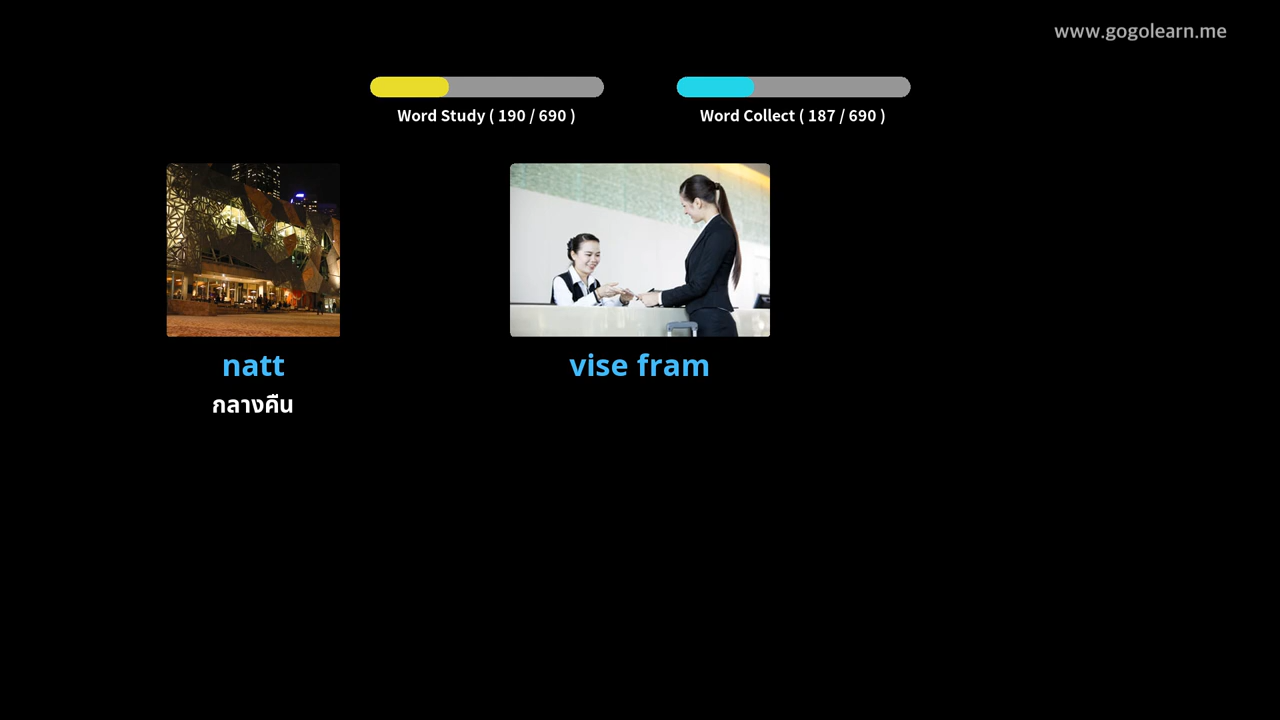 www.gogolearn.me
Word Study ( 190 / 690 )
Word Collect ( 187 / 690 )
natt
กลางคืน
vise fram